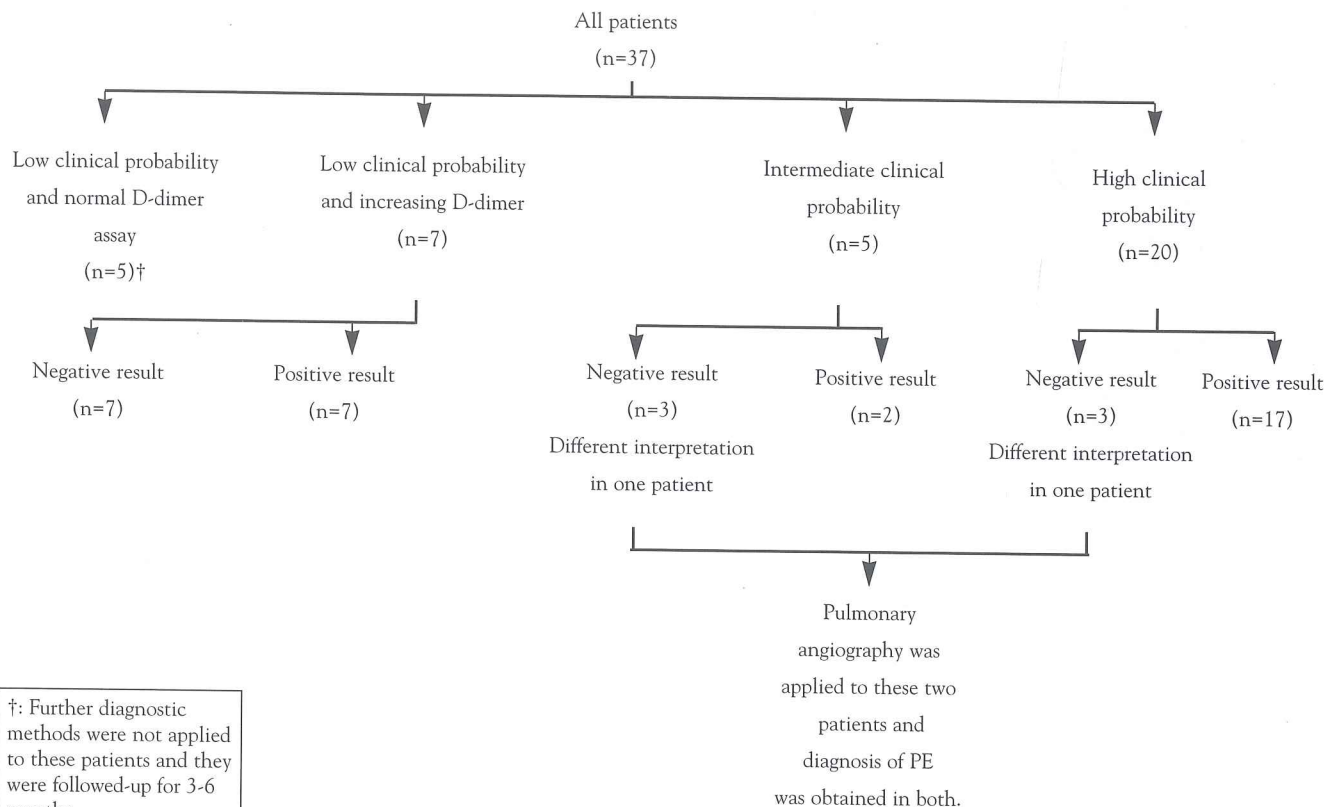 All patients
(n=37)
Low clinical probability
and normal D-dimer
assay
(n=5)†
Low clinical probability
and increasing D-dimer
(n=7)
Intermediate clinical
probability
(n=5)
High clinical
probability
(n=20)
Negative result
(n=7)
Positive result
(n=7)
Negative result
(n=3)
Different interpretation
in one patient
Positive result
(n=2)
Negative result
(n=3)
Different interpretation
in one patient
Positive result
(n=17)
Pulmonary
angiography was
applied to these two
patients and
diagnosis of PE
was obtained in both.
†: Further diagnostic
methods were not applied
to these patients and they
were followed-up for 3-6